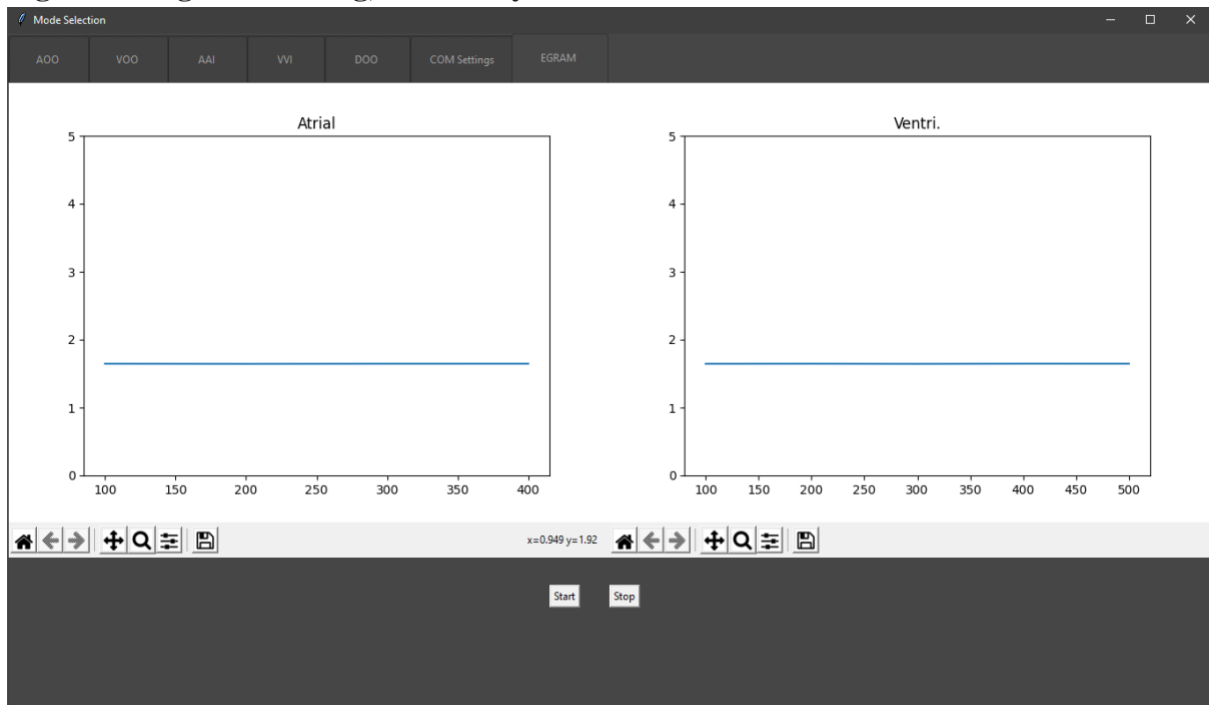 Mode Selection
AOO VOO AAI VVI DOO COM Settings EGRAM
Atrial
5
4
3
2
1
0
100 150 200 250 300 350 400
Ventri.
5
4
3
2
1
0
100 150 200 250 300 350 400 450 500
x=0.949 y=1.92
Start Stop